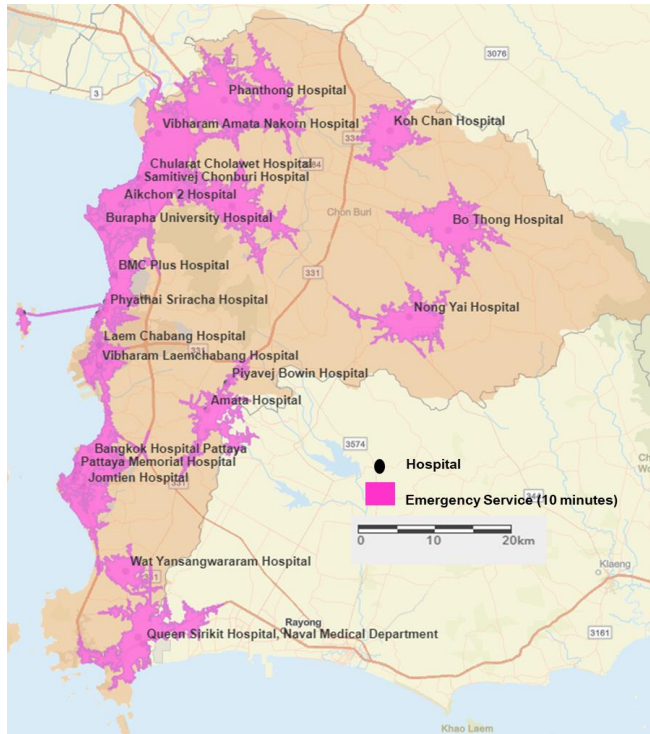 3076
3
Phanthong Hospital
Vibharam Amata Nakorn Hospital
Koh Chan Hospital
Chularat Cholawet Hospital
Samitivej Chonburi Hospital
Aikchon 2 Hospital
Chon Buri
Burapha University Hospital
Bo Thong Hospital
BMC Plus Hospital
331
Phyathai Sriracha Hospital
Nong Yai Hospital
Laem Chabang Hospital
Vibharam Laemchabang Hospital
331
Piyavej Bowin Hospital
Amata Hospital
Bangkok Hospital Pattaya
3574
Pattaya Memorial Hospital
Jomtien Hospital
331
Hospital
Emergency Service (10 minutes)
0 10 20km
Wat Yansangwararam Hospital
Klaeng
Rayong
Queen Sirikit Hospital, Naval Medical Department
3161
Khao Laem